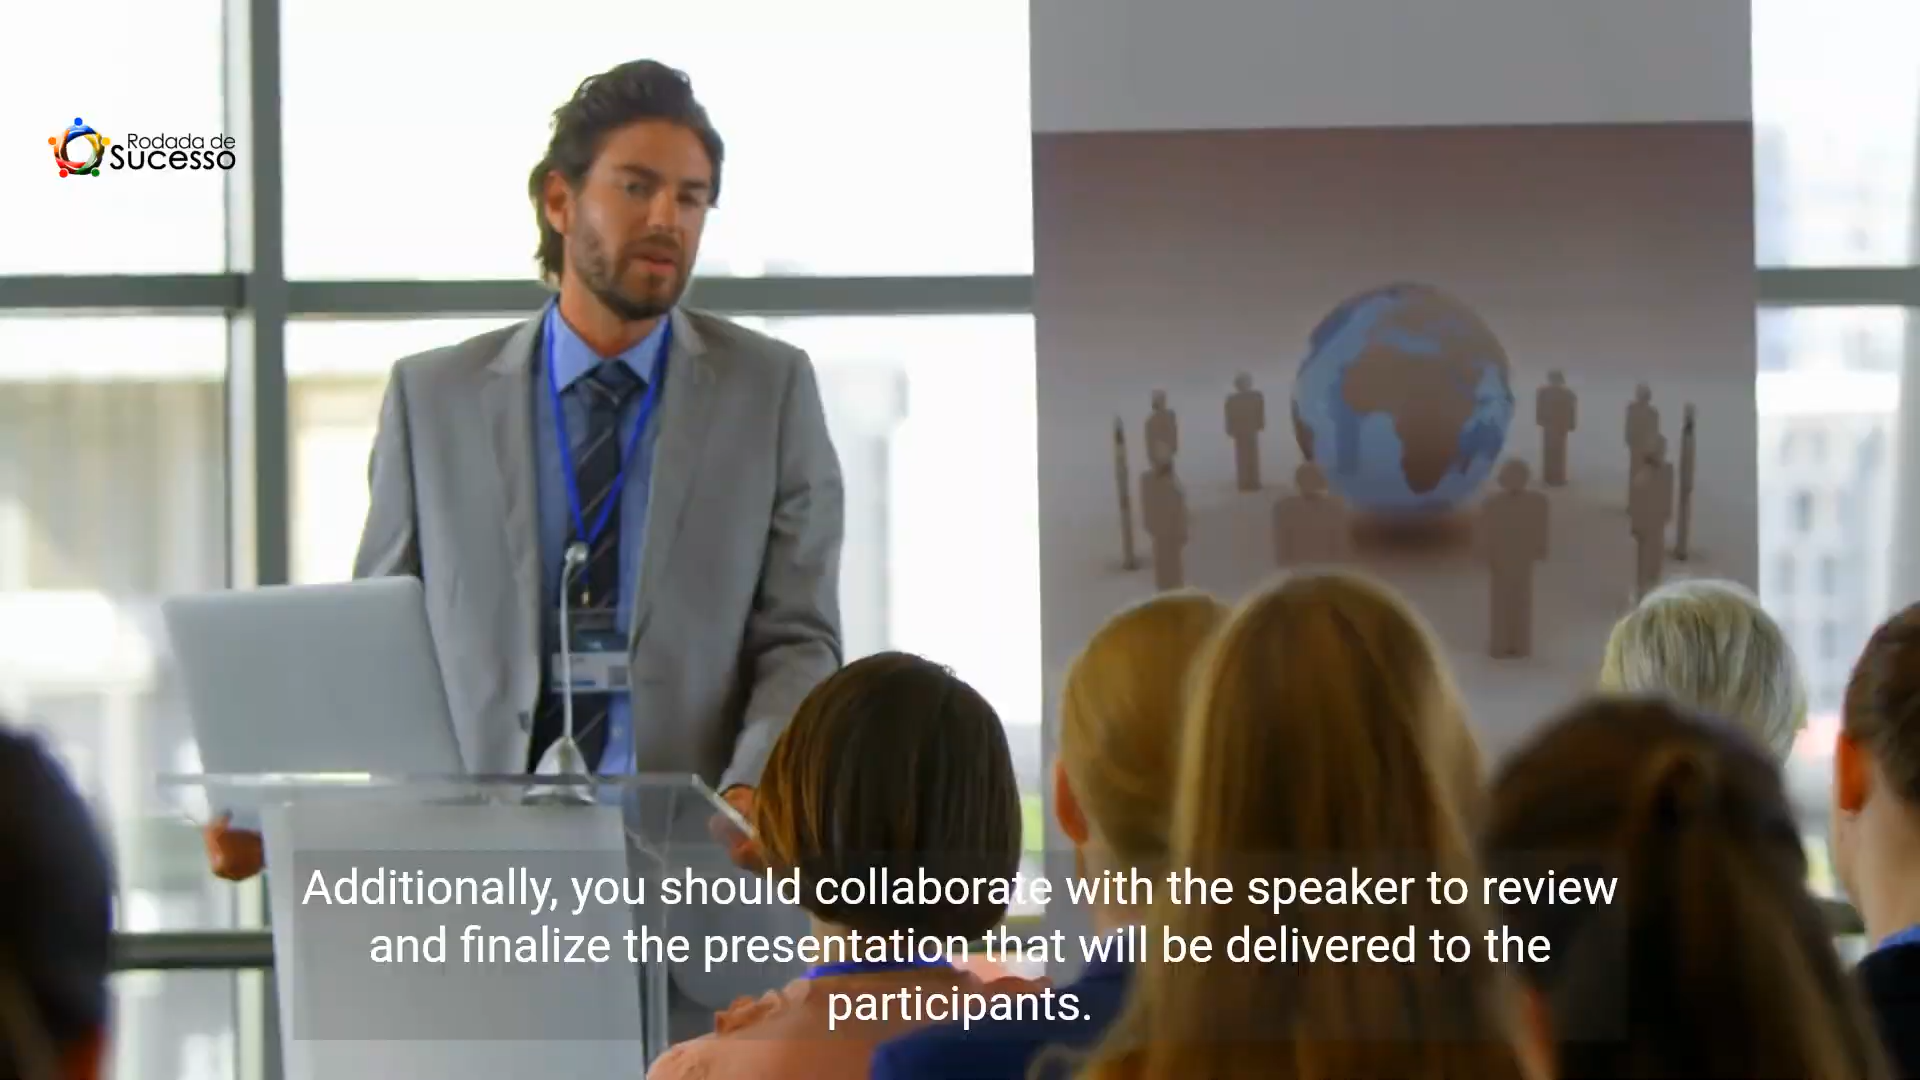 Rodada de
Sucesso
Additionally, you should collaborate with the speaker to review
and finalize the presentation that will be delivered to the
participants.